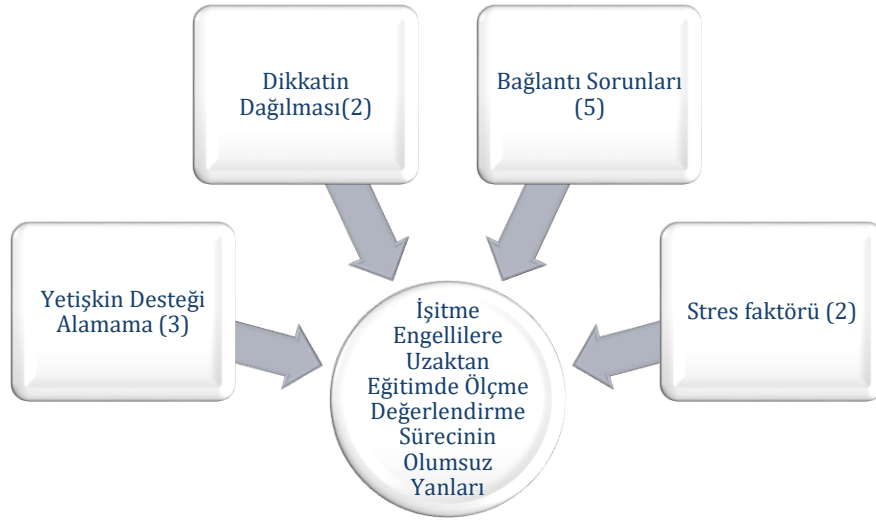 Dikkatin
Dağılması(2)
Bağlantı Sorunları
(5)
Yetişkin Desteği
Alamama (3)
Stres faktörü (2)
İşitme
Engellilere
Uzaktan
Eğitimde Ölçme
Değerlendirme
Sürecinin
Olumsuz
Yanları